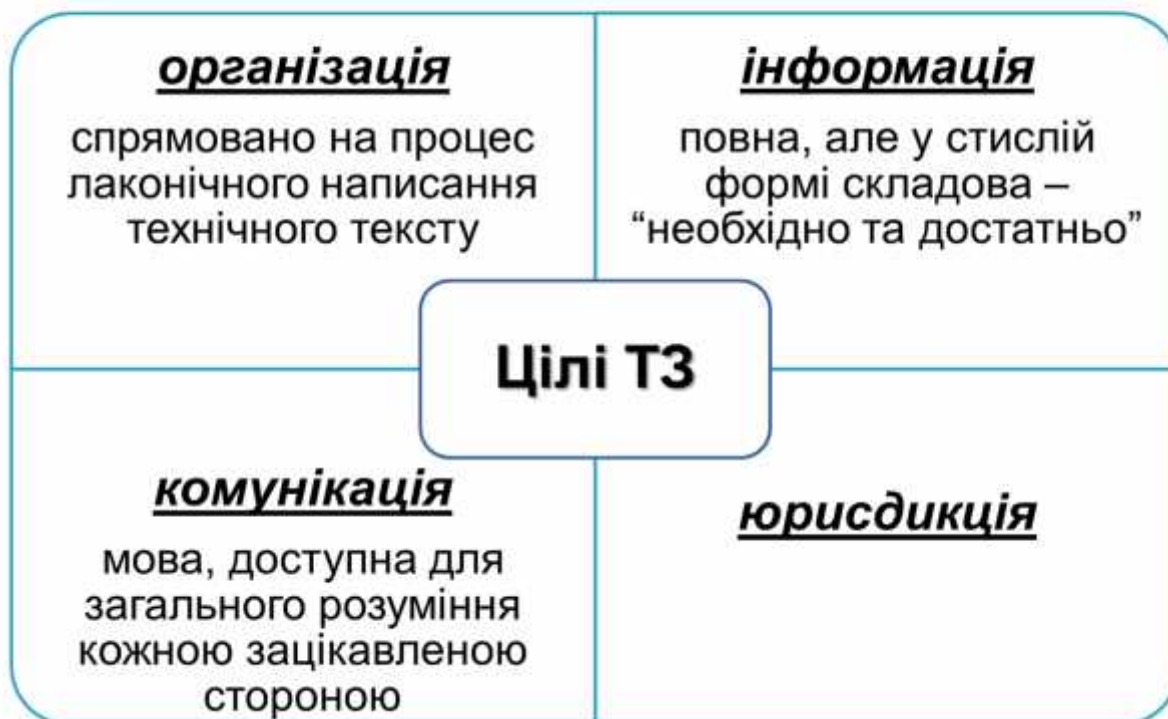 організація
спрямовано на процес
лаконічного написання
технічного тексту
інформація
повна, але у стислій
формі складова –
“необхідно та достатньо”
Цілі ТЗ
комунікація
мова, доступна для
загального розуміння
кожною зацікавленою
стороною
юрисдикція